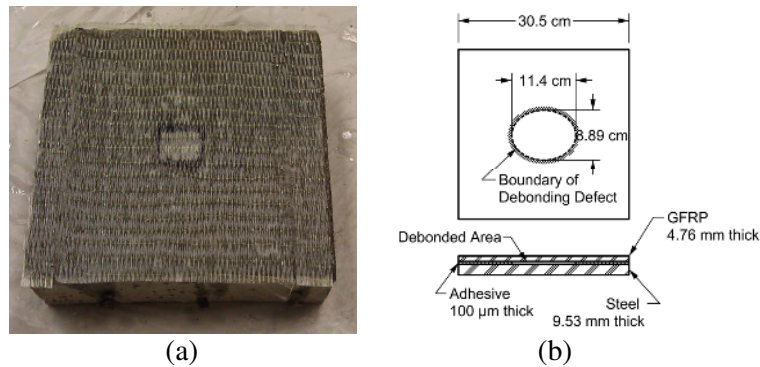 30.5 cm
11.4 cm
8.89 cm
Boundary of
Debonding Defect
GFRP
4.76 mm thick
Debonded Area
Adhesive
100 µm thick
Steel
9.53 mm thick
(a)
(b)